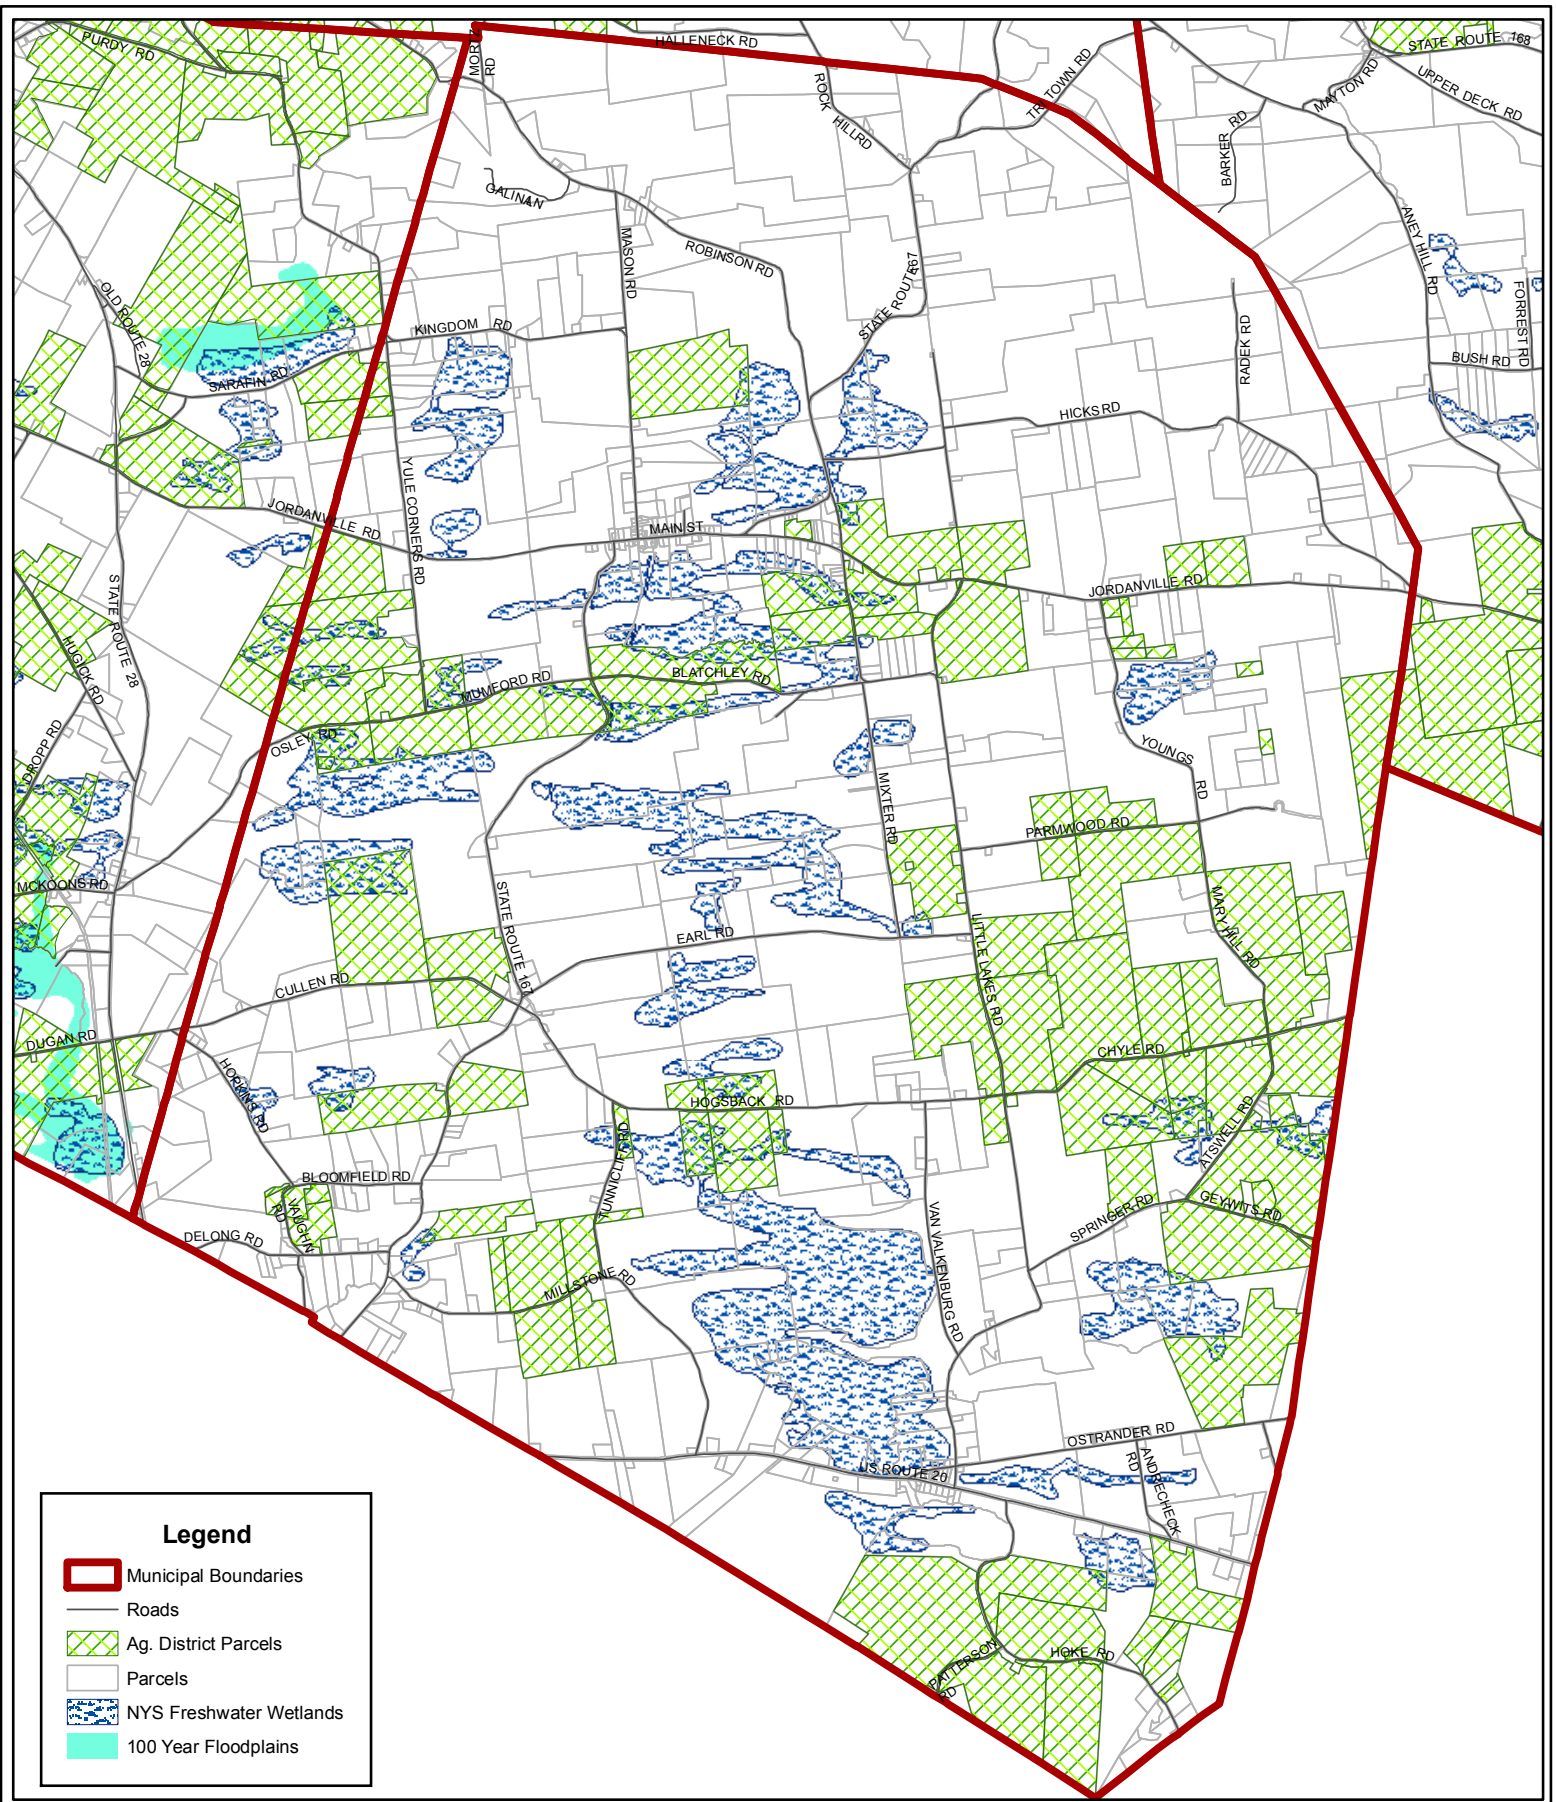 PURDY RD
MORTZ RD
HALLENECK RD
ROCK HILLRD
TRI TOWN RD
STATE ROUTE 168
MAYTON RD
UPPER DECK RD
BARKER RD
GALINAN
MASON RD
ROBINSON RD
STATE ROUTE 167
ANEY HILL RD
FORREST RD
OLD ROUTE 28
KINGDOM RD
RADEK RD
BUSH RD
SARAFIN RD
HICKS RD
YULE CORNERS RD
JORDANVILLE RD
MAIN ST
JORDANVILLE RD
STATE ROUTE 28
HUGICK RD
MUMFORD RD
BLATCHLEY RD
DROPP RD
OSLEY RD
YOUNGS RD
MIXTER RD
PARMWOOD RD
MCKOONS RD
STATE ROUTE 167
MARY HILL RD
EARL RD
LITTLE LAKES RD
CULLEN RD
DUGAN RD
CHYLE RD
HOPKINS RD
HOGSBACK RD
TUNNICLIFF RD
ATSWELL RD
BLOOMFIELD RD
VAUGHN RD
VAN VALKENBURG RD
SPRINGER RD
GEYWITS RD
DELONG RD
MILLSTONE RD
OSTRANDER RD
ANDRECHECK RD
US ROUTE 20
PATTERSON RD
HOKE RD
Legend
Municipal Boundaries
Roads
Ag. District Parcels
Parcels
NYS Freshwater Wetlands
100 Year Floodplains